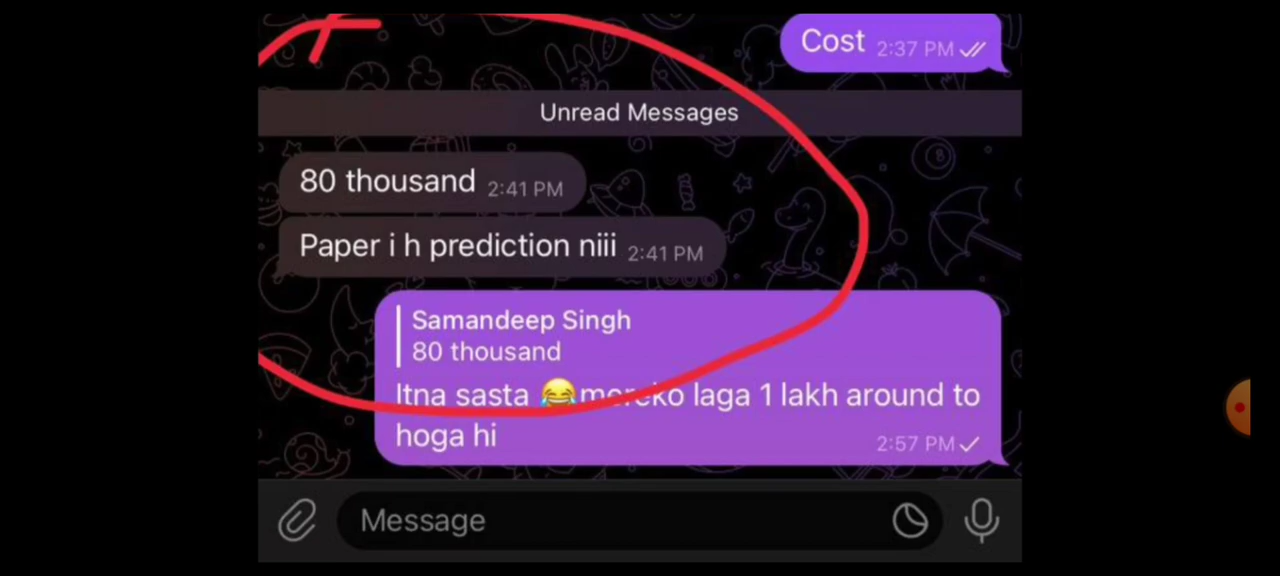 Cost 2:37 PM
Unread Messages
80 thousand 2:41 PM
Paper i h prediction niii 2:41 PM
Samandeep Singh
80 thousand
Itna sasta 😂mereko laga 1 lakh around to
hoga hi 2:57 PM
Message